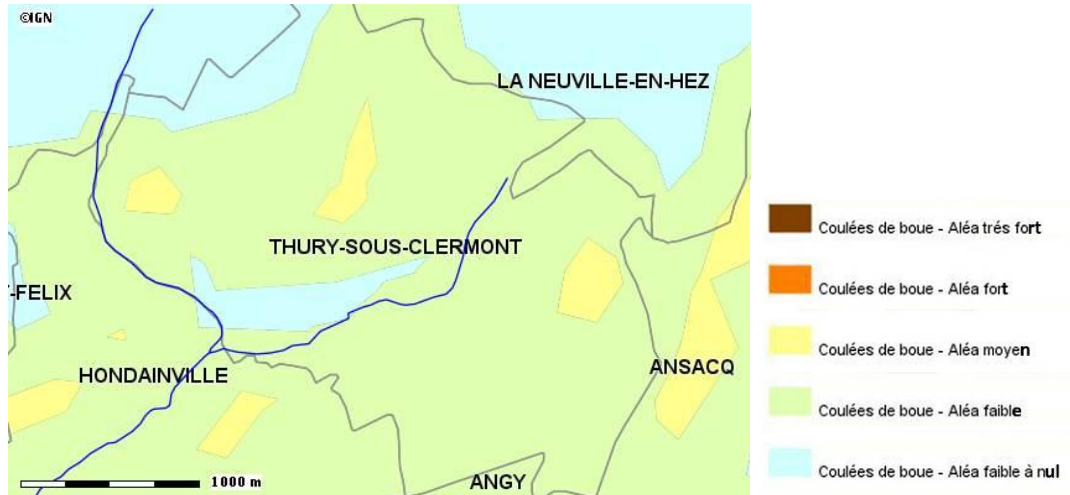 ©IGN
LA NEUVILLE-EN-HEZ
THURY-SOUS-CLERMONT
-FELIX
HONDAINVILLE
ANSACQ
ANGY
1000 m
Coulées de boue - Aléa trés fort
Coulées de boue - Aléa fort
Coulées de boue - Aléa moyen
Coulées de boue - Aléa faible
Coulées de boue - Aléa faible à nul